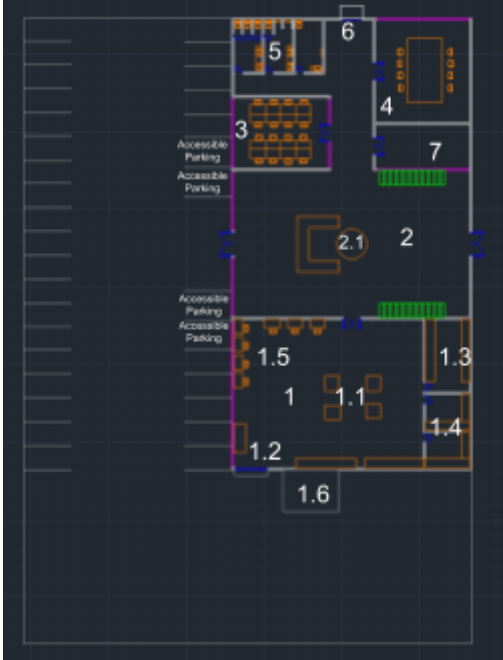 6
5
4
3
7
Accessible
Parking
Accessible
Parking
2.1
2
Accessible
Parking
Accessible
Parking
1.5
1.3
1
1.1
1.4
1.2
1.6